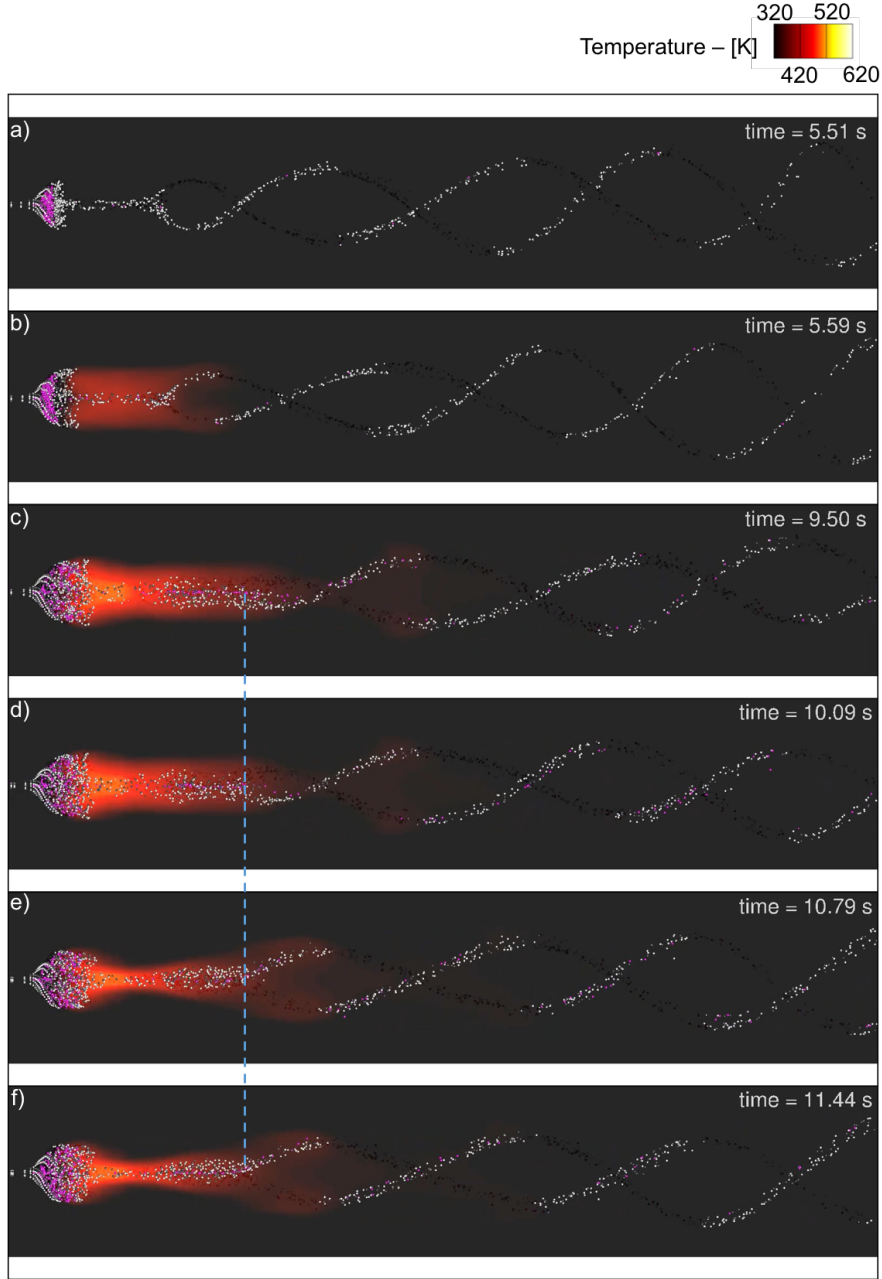 320 520
Temperature – [K]
420 620
a)
time = 5.51 s
b)
time = 5.59 s
c)
time = 9.50 s
d)
time = 10.09 s
e)
time = 10.79 s
f)
time = 11.44 s